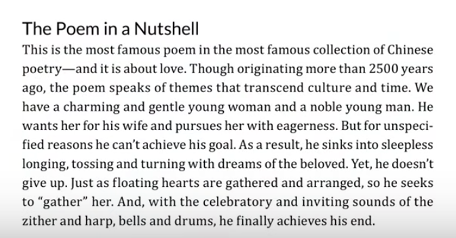 The Poem in a Nutshell
This is the most famous poem in the most famous collection of Chinese
poetry—and it is about love. Though originating more than 2500 years
ago, the poem speaks of themes that transcend culture and time. We
have a charming and gentle young woman and a noble young man. He
wants her for his wife and pursues her with eagerness. But for unspeci-
fied reasons he can't achieve his goal. As a result, he sinks into sleepless
longing, tossing and turning with dreams of the beloved. Yet, he doesn't
give up. Just as floating hearts are gathered and arranged, so he seeks
to “gather” her. And, with the celebratory and inviting sounds of the
zither and harp, bells and drums, he finally achieves his end.